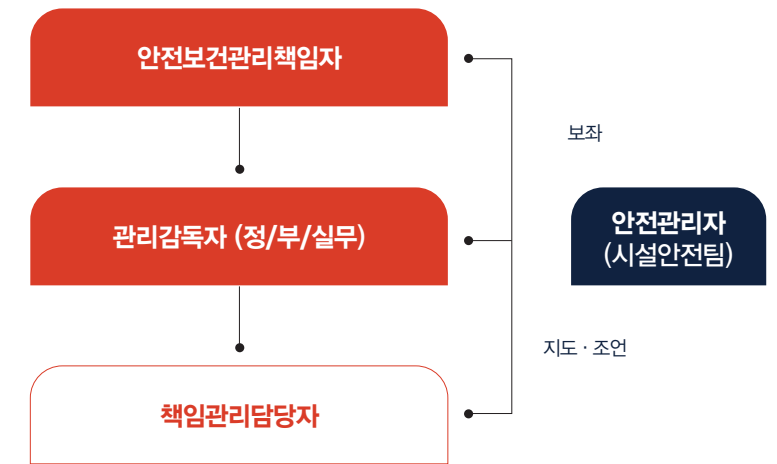 안전보건관리책임자
보좌
관리감독자 (정/부/실무)
안전관리자
(시설안전팀)
지도 · 조언
책임관리담당자